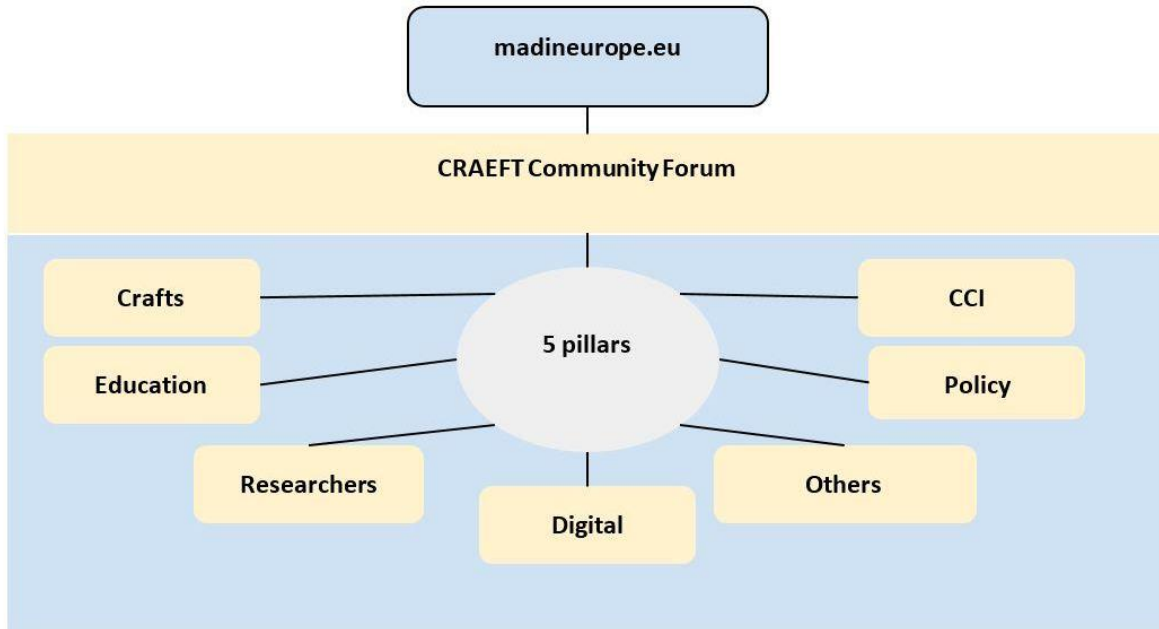 madineurope.eu
CRAEFT Community Forum
Crafts
CCI
5 pillars
Education
Policy
Researchers
Others
Digital